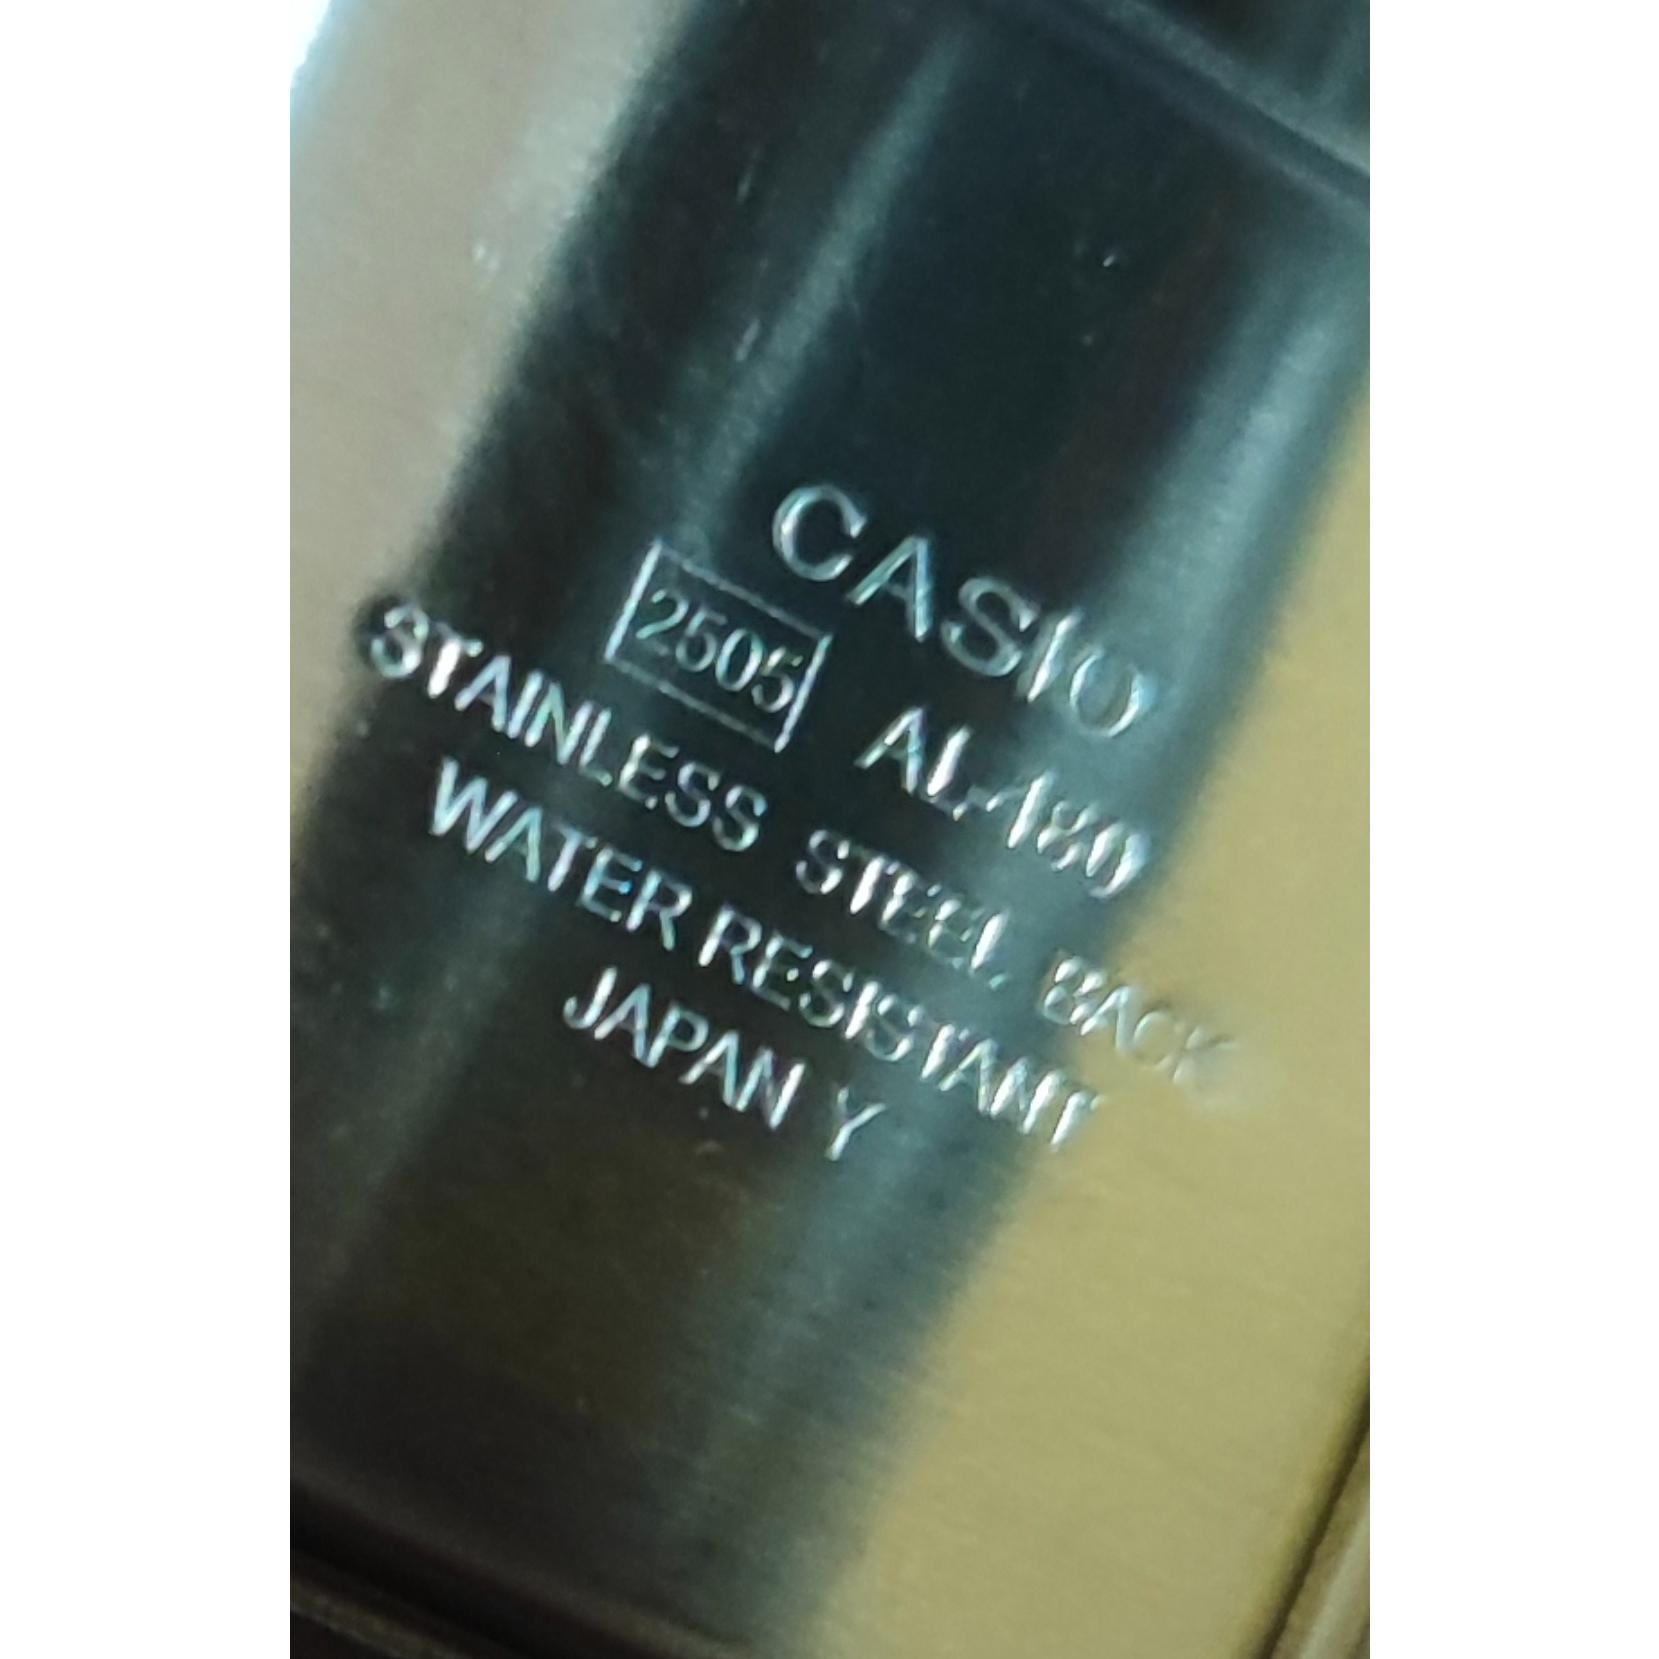 CASIO
2505 AL-180
STAINLESS STEEL BACK
WATER RESISTANT
JAPAN Y